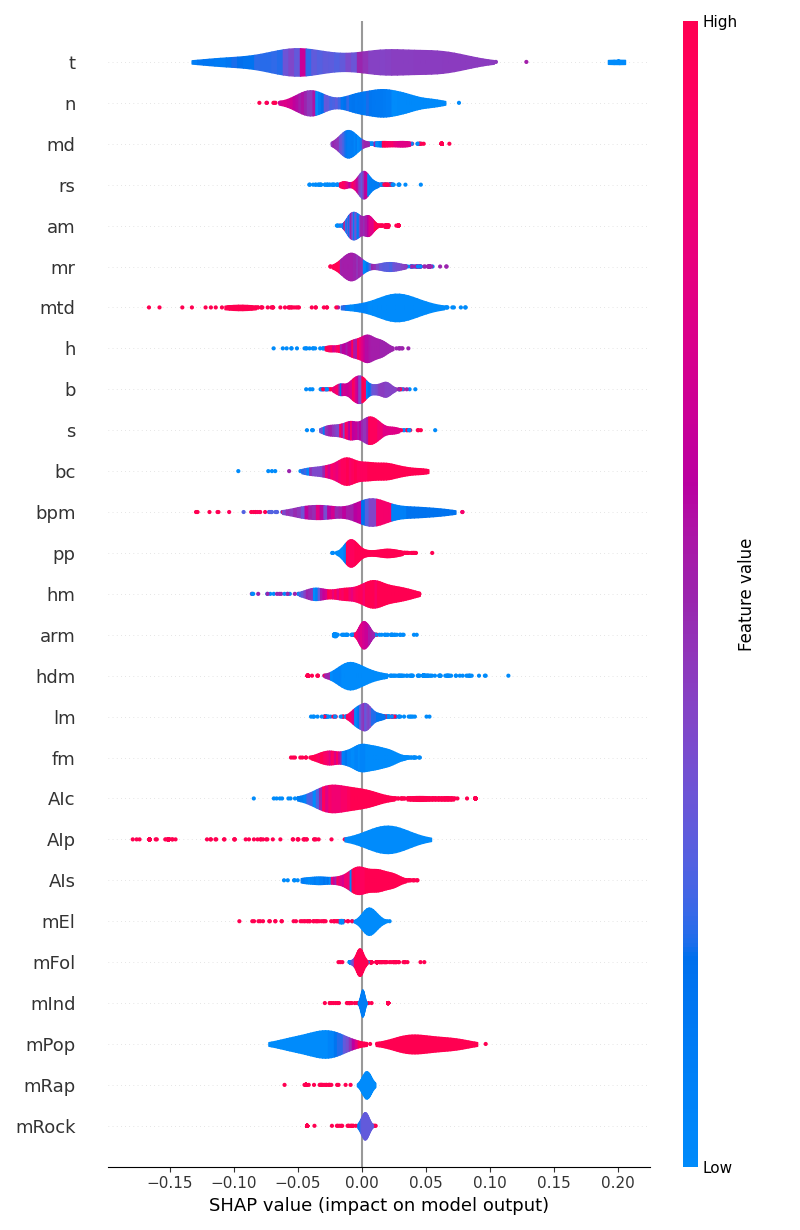 High
t
n
md
rs
am
mr
mtd
h
b
s
bc
bpm
pp
hm
arm
hdm
lm
fm
AIc
AIp
AIs
mEl
mFol
mInd
mPop
mRap
mRock
Feature value
Low
−0.15 −0.10 −0.05 0.00 0.05 0.10 0.15 0.20
SHAP value (impact on model output)